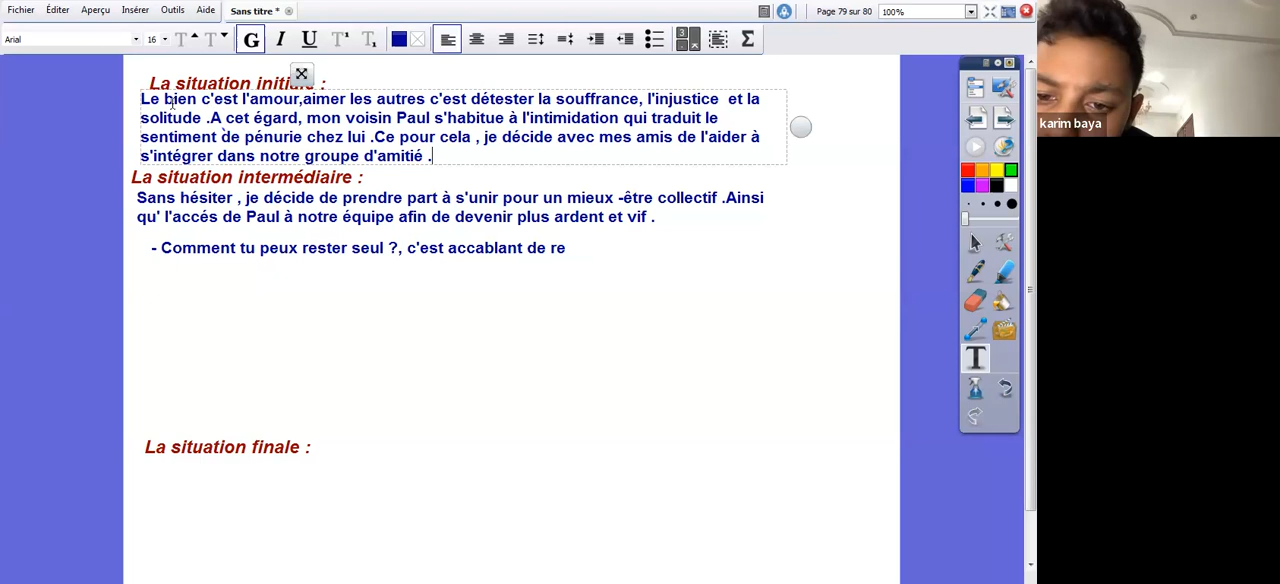 Fichier Éditer Aperçu Insérer Outils Aide Sans titre * Page 79 sur 80 100%
Arial 16 T T G I U T¹ T₁ 3 Σ
La situation initiale :
Le bien c'est l'amour,aimer les autres c'est détester la souffrance, l'injustice et la
solitude .A cet égard, mon voisin Paul s'habitue à l'intimidation qui traduit le
sentiment de pénurie chez lui .Ce pour cela , je décide avec mes amis de l'aider à
s'intégrer dans notre groupe d'amitié .
La situation intermédiaire :
Sans hésiter , je décide de prendre part à s'unir pour un mieux -être collectif .Ainsi
qu' l'accés de Paul à notre équipe afin de devenir plus ardent et vif .
- Comment tu peux rester seul ?, c'est accablant de re
La situation finale :
karim baya
T